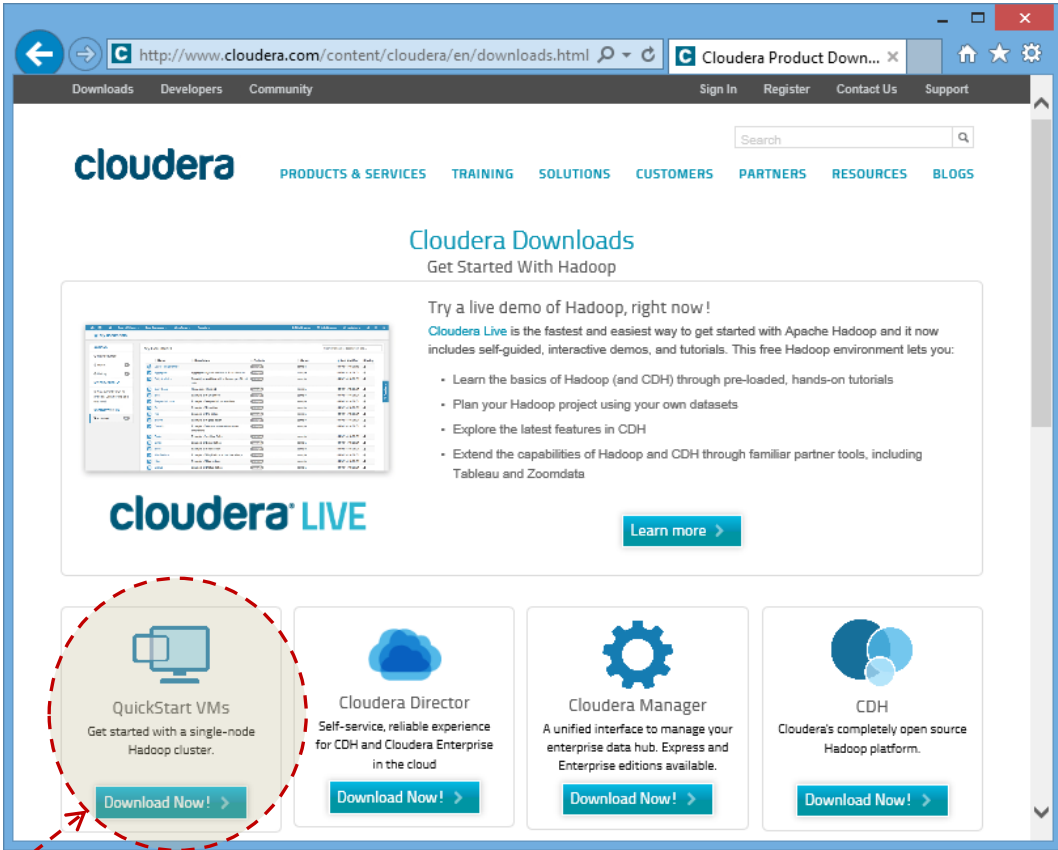 http://www.cloudera.com/content/cloudera/en/downloads.html
Cloudera Product Down...
Downloads Developers Community Sign In Register Contact Us Support
Search
cloudera
PRODUCTS & SERVICES TRAINING SOLUTIONS CUSTOMERS PARTNERS RESOURCES BLOGS
Cloudera Downloads
Get Started With Hadoop
Try a live demo of Hadoop, right now!
Cloudera Live is the fastest and easiest way to get started with Apache Hadoop and it now
includes self-guided, interactive demos, and tutorials. This free Hadoop environment lets you:
• Learn the basics of Hadoop (and CDH) through pre-loaded, hands-on tutorials
• Plan your Hadoop project using your own datasets
• Explore the latest features in CDH
• Extend the capabilities of Hadoop and CDH through familiar partner tools, including
Tableau and Zoomdata
cloudera LIVE
Learn more
QuickStart VMs
Get started with a single-node
Hadoop cluster.
Download Now!
Cloudera Director
Self-service, reliable experience
for CDH and Cloudera Enterprise
in the cloud
Download Now!
Cloudera Manager
A unified interface to manage your
enterprise data hub. Express and
Enterprise editions available.
Download Now!
CDH
Cloudera's completely open source
Hadoop platform.
Download Now!